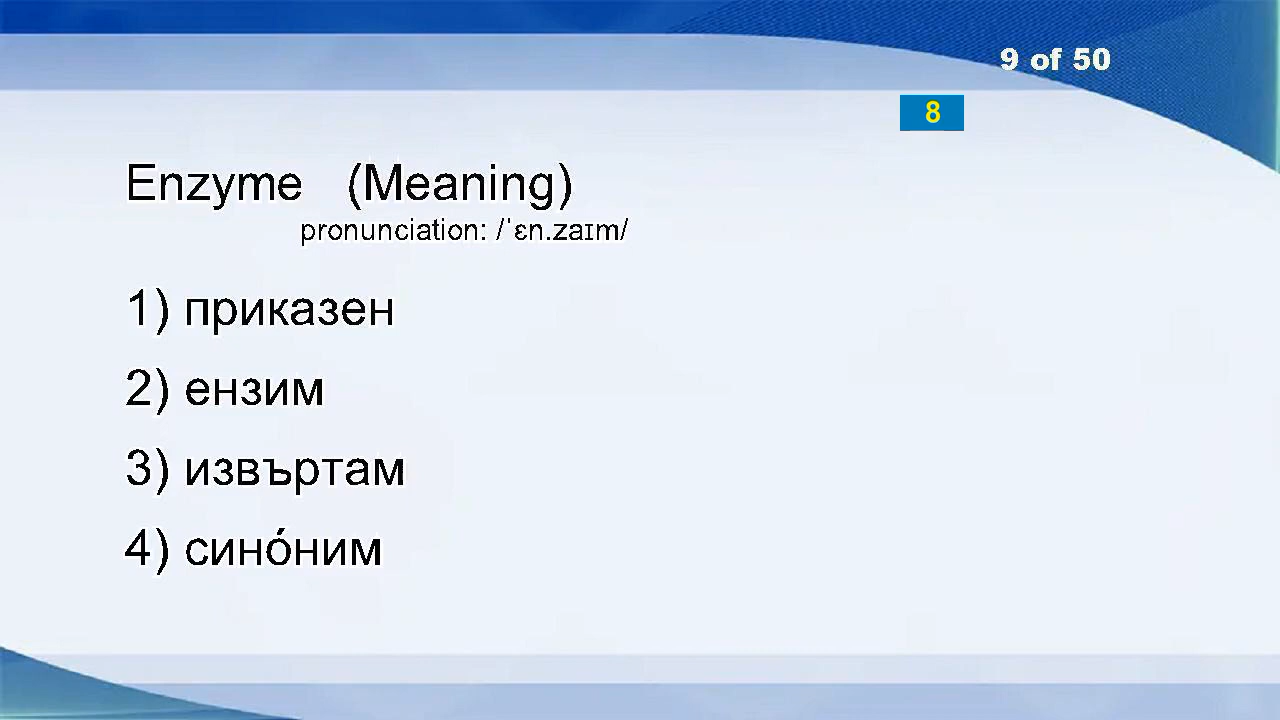 9 of 50
8
Enzyme (Meaning)
pronunciation: /ˈɛn.zaɪm/
1) приказен
2) ензим
3) извъртам
4) сино́ним